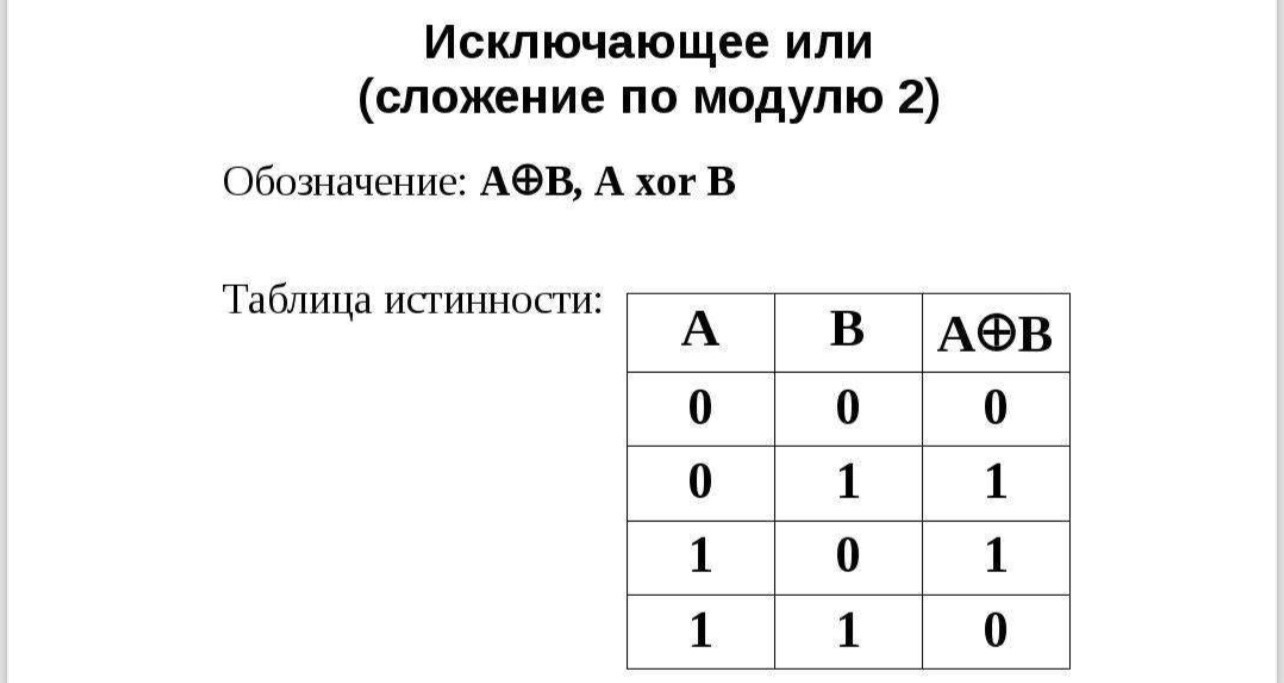 Исключающее или
(сложение по модулю 2)
Обозначение: A⊕B, A xor B
Таблица истинности:
A B A⊕B
0 0 0
0 1 1
1 0 1
1 1 0